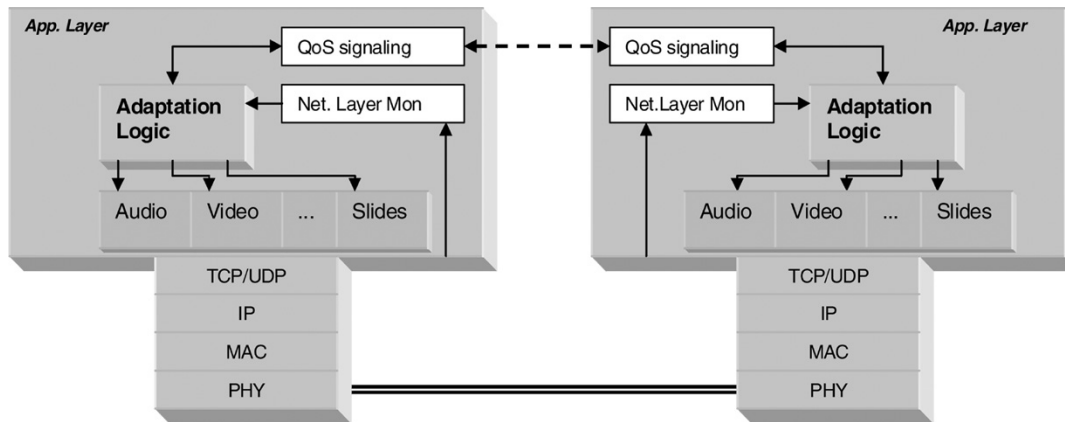 App. Layer
QoS signaling
Adaptation
Logic
Net. Layer Mon
Audio Video ... Slides
TCP/UDP
IP
MAC
PHY
App. Layer
QoS signaling
Net.Layer Mon
Adaptation
Logic
Audio Video ... Slides
TCP/UDP
IP
MAC
PHY